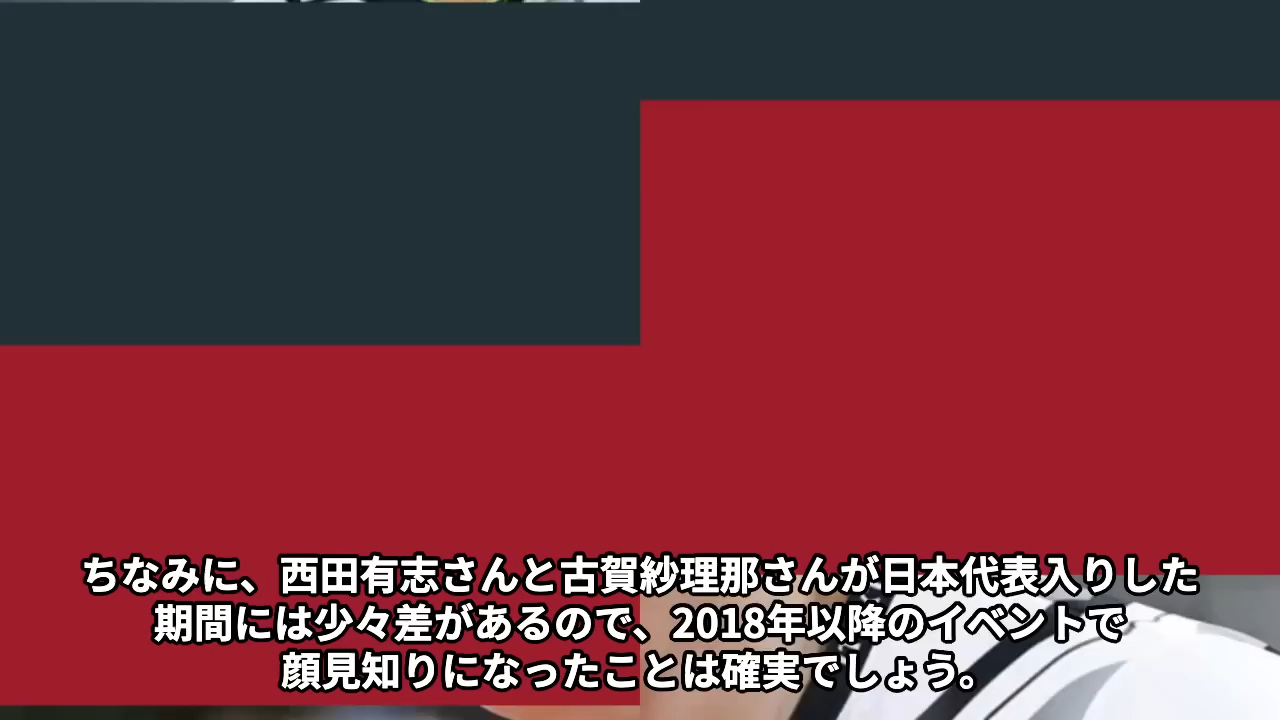 ちなみに、西田有志さんと古賀紗理那さんが日本代表入りした
期間には少々差があるので、2018年以降のイベントで
顔見知りになったことは確実でしょう。